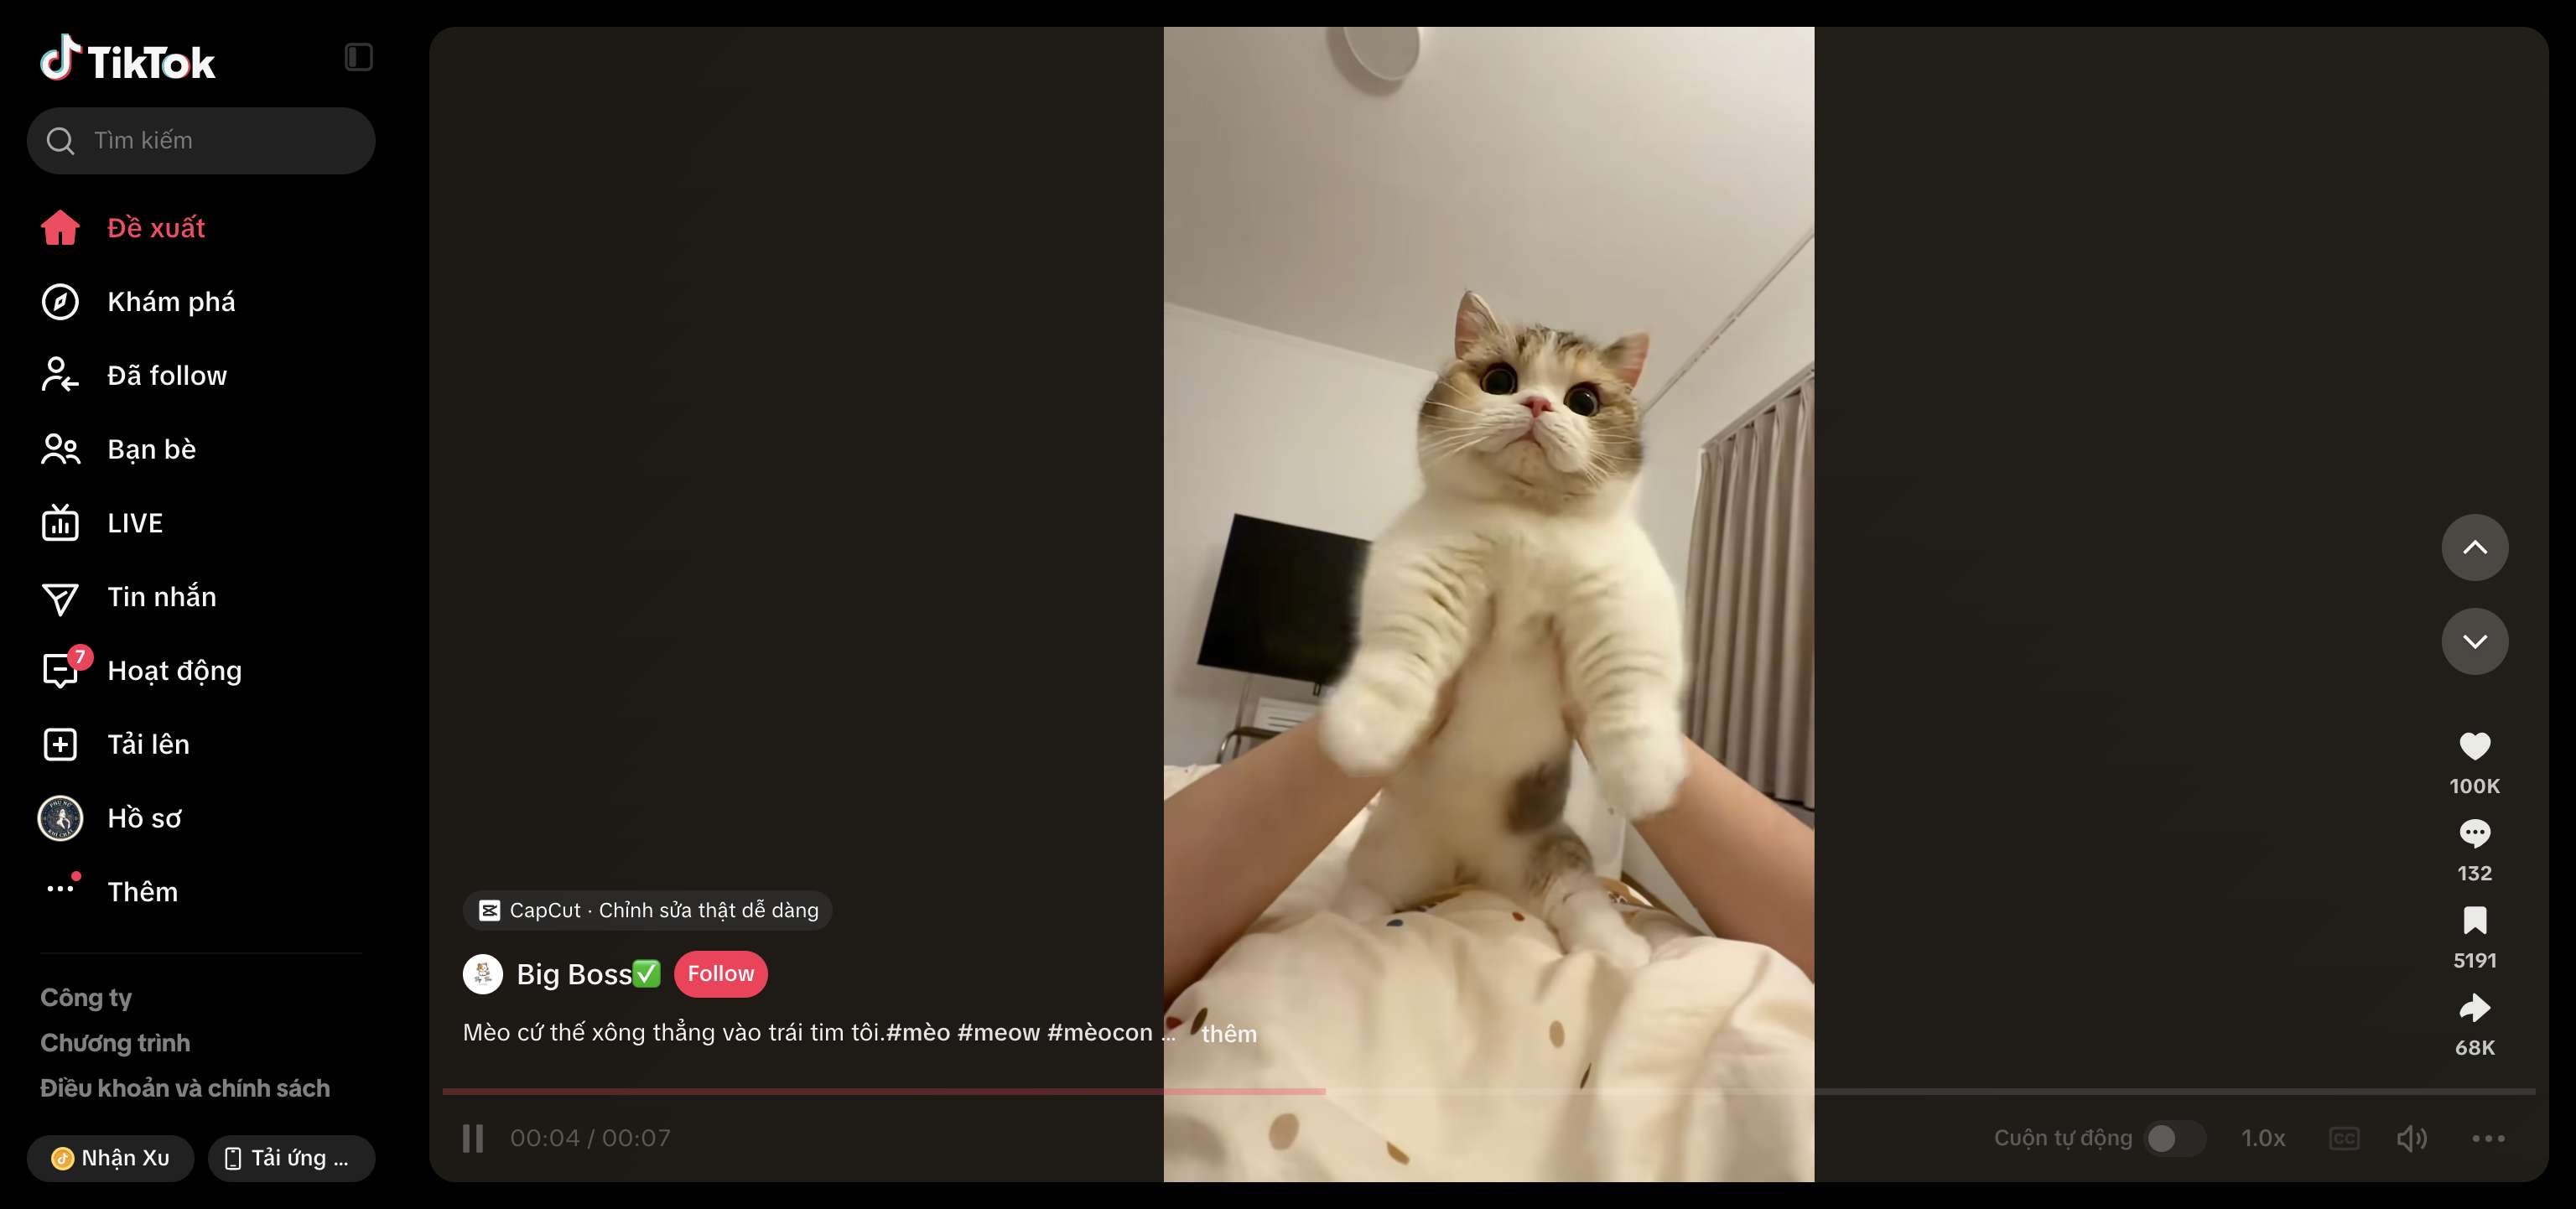 TikTok
Tìm kiếm
Đề xuất
Khám phá
Đã follow
Bạn bè
LIVE
Tin nhắn
7
Hoạt động
Tải lên
Hồ sơ
Thêm
Công ty
Chương trình
Điều khoản và chính sách
Nhận Xu
Tải ứng ...
CapCut · Chỉnh sửa thật dễ dàng
Big Boss✅ Follow
Mèo cứ thế xông thẳng vào trái tim tôi.#mèo #meow #mèocon ... thêm
00:04 / 00:07
Cuộn tự động
1.0x
CC
100K
132
5191
68K